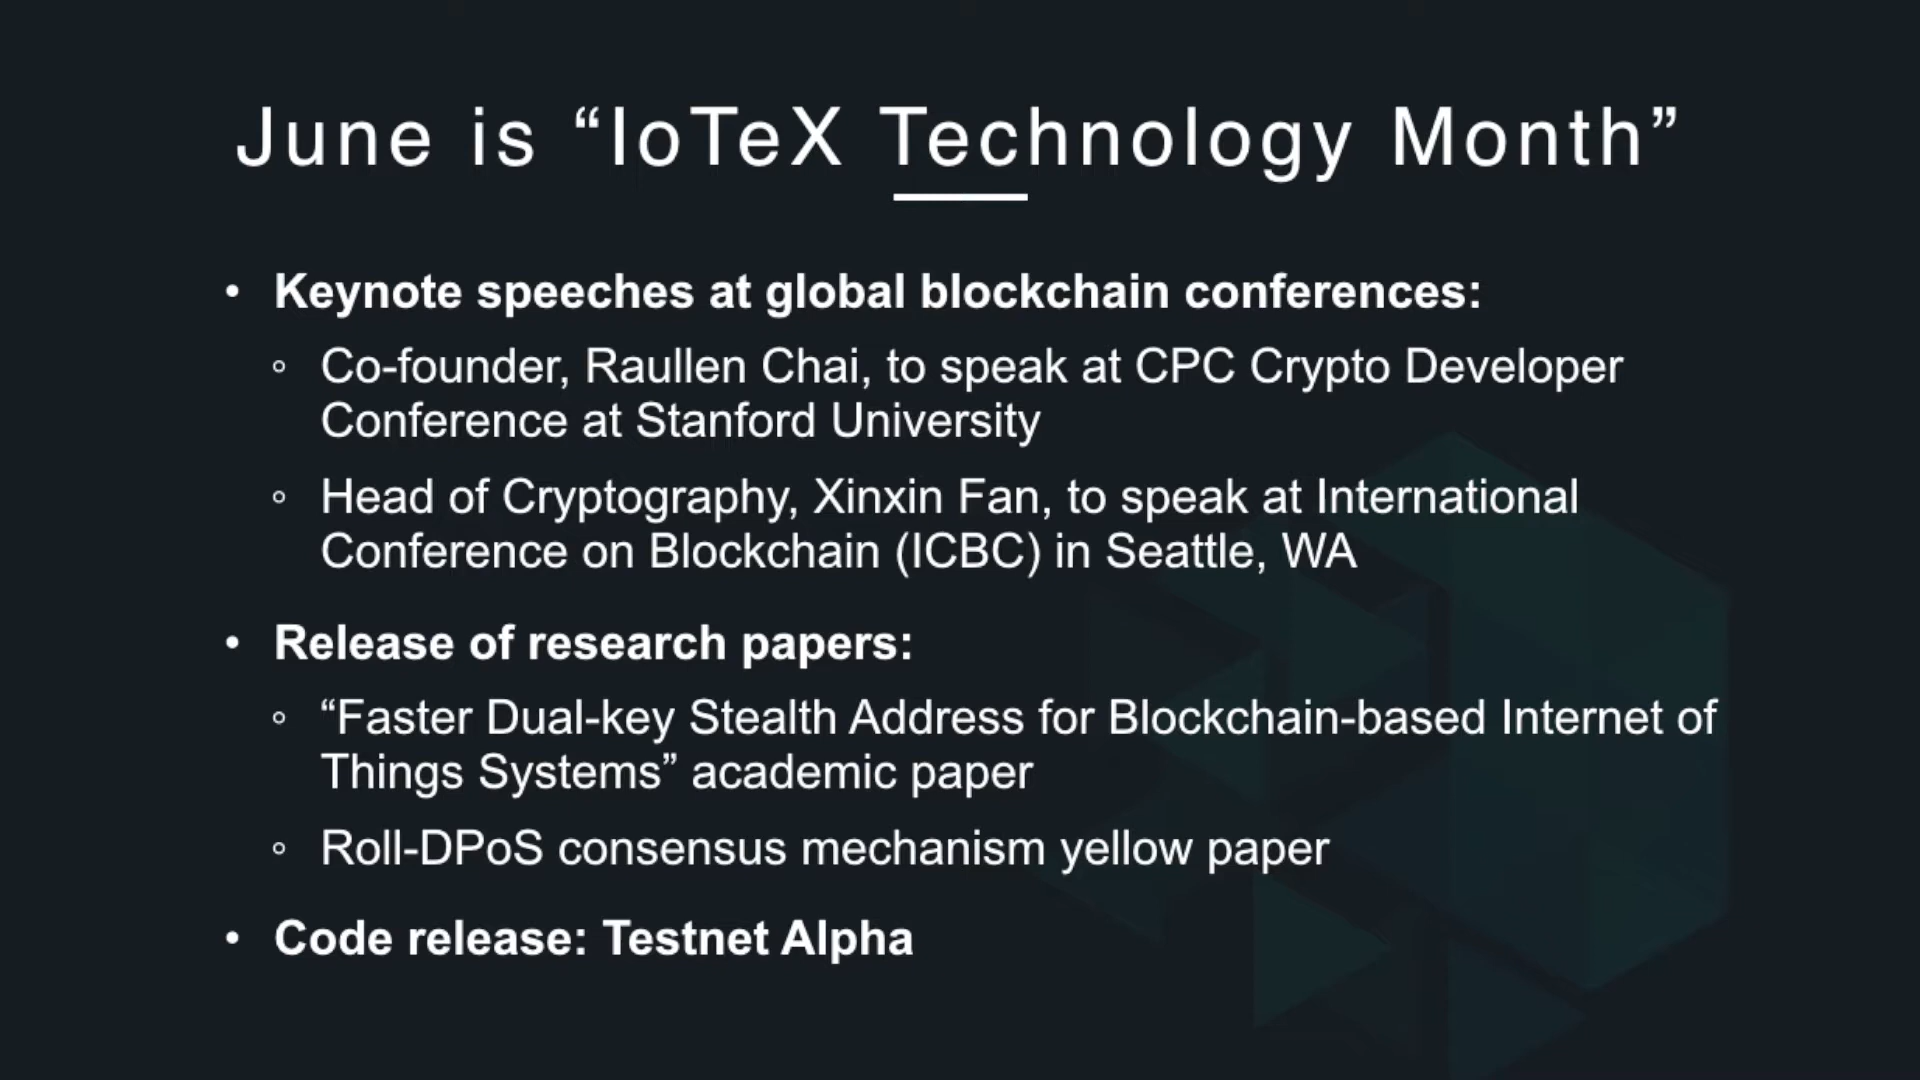 June is “IoTeX Technology Month”
• Keynote speeches at global blockchain conferences:
◦ Co-founder, Raullen Chai, to speak at CPC Crypto Developer
Conference at Stanford University
◦ Head of Cryptography, Xinxin Fan, to speak at International
Conference on Blockchain (ICBC) in Seattle, WA
• Release of research papers:
◦ “Faster Dual-key Stealth Address for Blockchain-based Internet of
Things Systems” academic paper
◦ Roll-DPoS consensus mechanism yellow paper
• Code release: Testnet Alpha